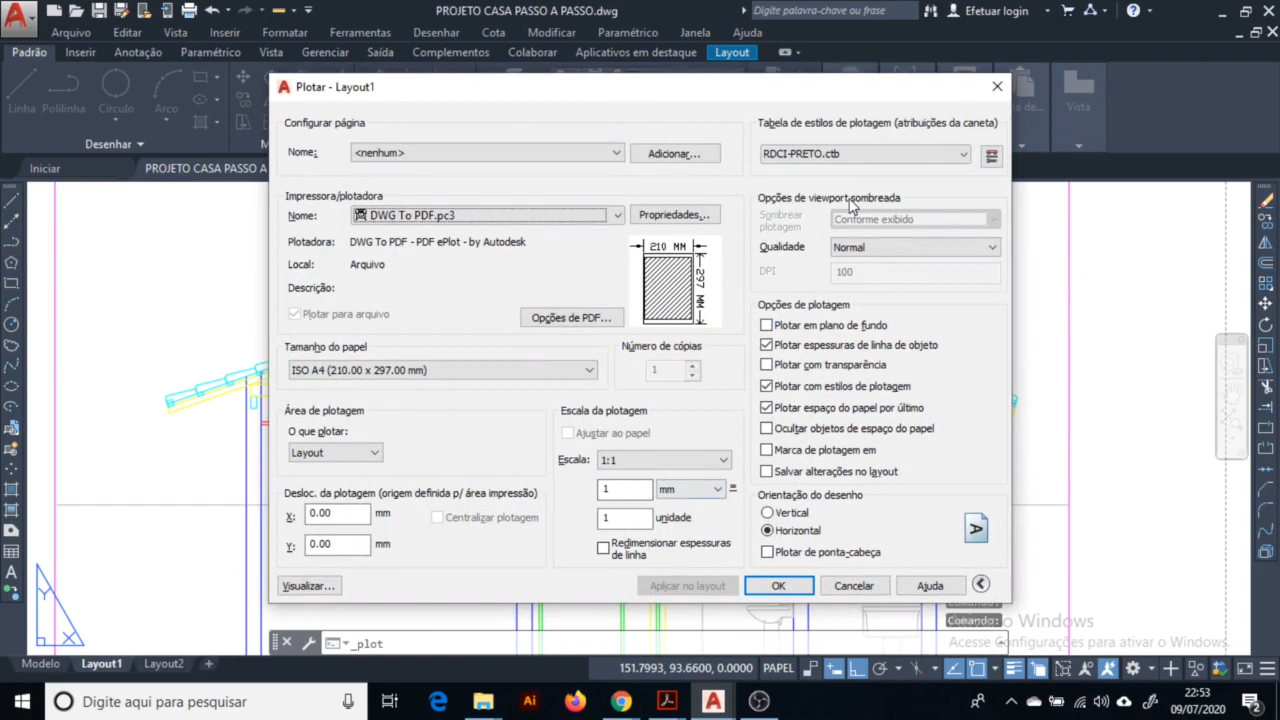 PROJETO CASA PASSO A PASSO.dwg
Digite palavra-chave ou frase
Efetuar login
Arquivo Editar Vista Inserir Formatar Ferramentas Desenhar Cota Modificar Paramétrico Janela Ajuda
Padrão Inserir Anotação Paramétrico Vista Gerenciar Saída Complementos Colaborar Aplicativos em destaque Layout
Linha Polilinha Círculo Arco
Vista
Desenhar
Iniciar
PROJETO CASA PASSO A PASSO
Plotar - Layout1
Configurar página
Nome: <nenhum> Adicionar...
Impressora/plotadora
Nome: DWG To PDF.pc3 Propriedades...
Plotadora: DWG To PDF - PDF ePlot - by Autodesk
Local: Arquivo
Descrição:
Plotar para arquivo
Opções de PDF...
210 MM
297 MM
Tamanho do papel
ISO A4 (210.00 x 297.00 mm)
Número de cópias
1
Área de plotagem
O que plotar:
Layout
Escala da plotagem
Ajustar ao papel
Escala: 1:1
1 mm =
1 unidade
Redimensionar espessuras
de linha
Desloc. da plotagem (origem definida p/ área impressão)
X: 0.00 mm
Centralizar plotagem
Y: 0.00 mm
Tabela de estilos de plotagem (atribuições da caneta)
RDCI-PRETO.ctb
Opções de viewport sombreada
Sombrear
plotagem
Conforme exibido
Qualidade Normal
DPI 100
Opções de plotagem
Plotar em plano de fundo
Plotar espessuras de linha de objeto
Plotar com transparência
Plotar com estilos de plotagem
Plotar espaço do papel por último
Ocultar objetos de espaço do papel
Marca de plotagem em
Salvar alterações no layout
Orientação do desenho
Vertical
Horizontal
Plotar de ponta-cabeça
A
Visualizar... Aplicar no layout OK Cancelar Ajuda
Y
X
Comando:
Comando:
o Windows
Acesse Configurações para ativar o Windows.
_plot
Modelo Layout1 Layout2 +
151.7993, 93.6600, 0.0000 PAPEL
Digite aqui para pesquisar
22:53
09/07/2020
2